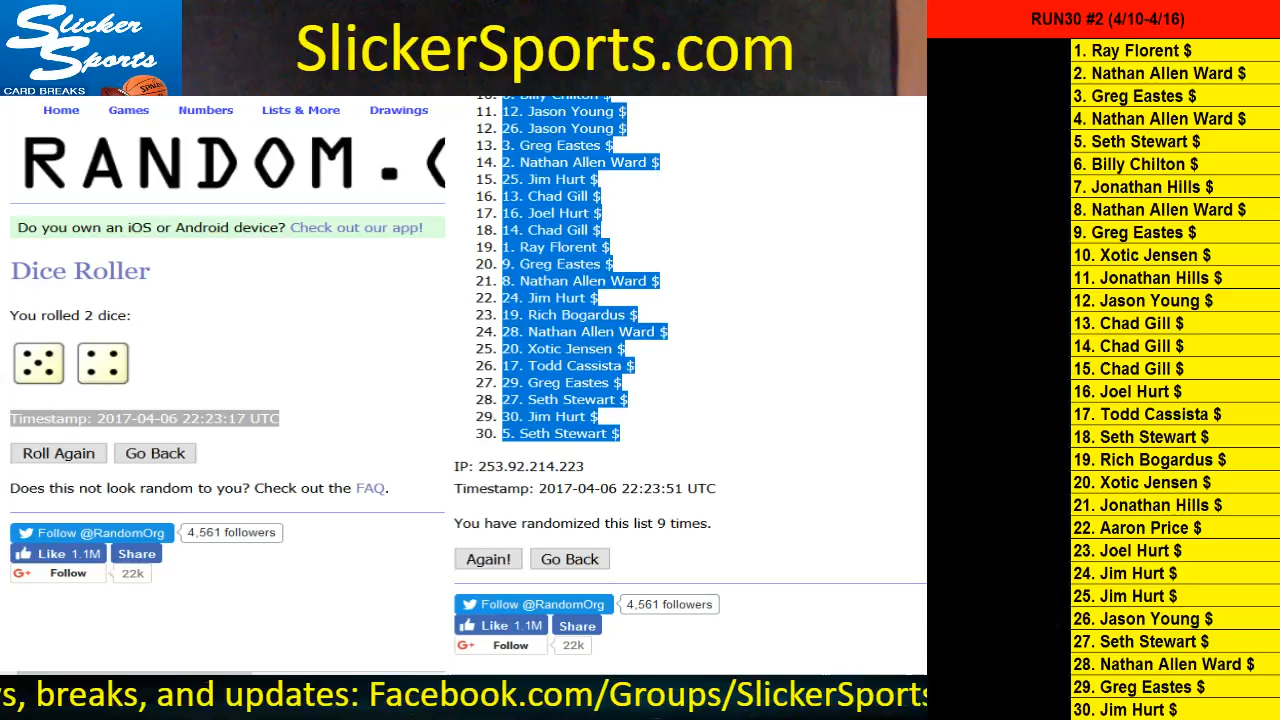 Slicker
Sports
CARD BREAKS
SlickerSports.com
RUN30 #2 (4/10-4/16)
Home Games Numbers Lists & More Drawings
RANDOM.
Do you own an iOS or Android device? Check out our app!
Dice Roller
You rolled 2 dice:
Timestamp: 2017-04-06 22:23:17 UTC
Roll Again Go Back
Does this not look random to you? Check out the FAQ.
Follow @RandomOrg 4,561 followers
Like 1.1M Share
G+ Follow 22k
11. 12. Jason Young $
12. 26. Jason Young $
13. 3. Greg Eastes $
14. 2. Nathan Allen Ward $
15. 25. Jim Hurt $
16. 13. Chad Gill $
17. 16. Joel Hurt $
18. 14. Chad Gill $
19. 1. Ray Florent $
20. 9. Greg Eastes $
21. 8. Nathan Allen Ward $
22. 24. Jim Hurt $
23. 19. Rich Bogardus $
24. 28. Nathan Allen Ward $
25. 20. Xotic Jensen $
26. 17. Todd Cassista $
27. 29. Greg Eastes $
28. 27. Seth Stewart $
29. 30. Jim Hurt $
30. 5. Seth Stewart $
IP: 253.92.214.223
Timestamp: 2017-04-06 22:23:51 UTC
You have randomized this list 9 times.
Again! Go Back
Follow @RandomOrg 4,561 followers
Like 1.1M Share
G+ Follow 22k
1. Ray Florent $
2. Nathan Allen Ward $
3. Greg Eastes $
4. Nathan Allen Ward $
5. Seth Stewart $
6. Billy Chilton $
7. Jonathan Hills $
8. Nathan Allen Ward $
9. Greg Eastes $
10. Xotic Jensen $
11. Jonathan Hills $
12. Jason Young $
13. Chad Gill $
14. Chad Gill $
15. Chad Gill $
16. Joel Hurt $
17. Todd Cassista $
18. Seth Stewart $
19. Rich Bogardus $
20. Xotic Jensen $
21. Jonathan Hills $
22. Aaron Price $
23. Joel Hurt $
24. Jim Hurt $
25. Jim Hurt $
26. Jason Young $
27. Seth Stewart $
28. Nathan Allen Ward $
29. Greg Eastes $
30. Jim Hurt $
s, breaks, and updates: Facebook.com/Groups/SlickerSports